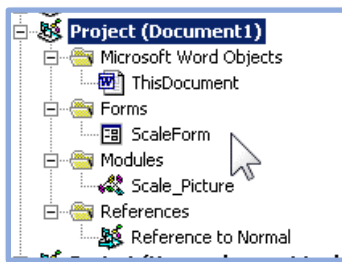 Project (Document1)
Microsoft Word Objects
ThisDocument
Forms
ScaleForm
Modules
Scale_Picture
References
Reference to Normal